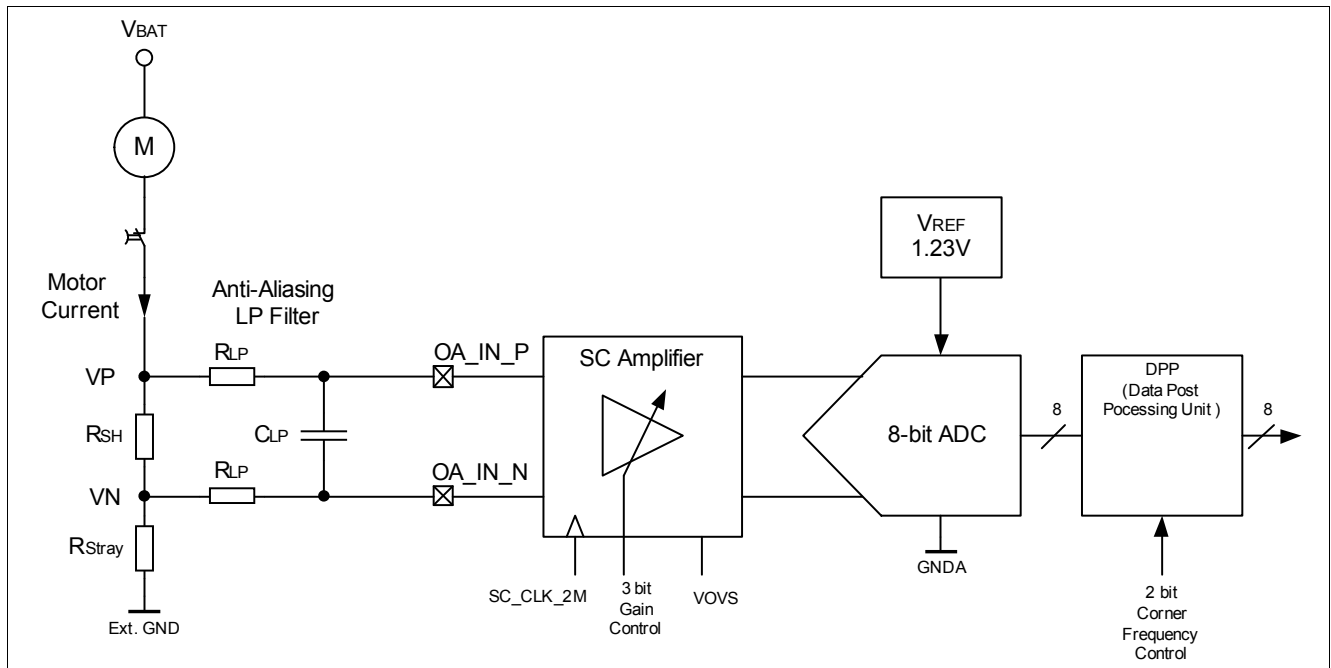 VBAT
M
Motor
Current
Anti-Aliasing
LP Filter
VREF
1.23V
RLP
OA_IN_P
SC Amplifier
VP
DPP
(Data Post
Pocessing Unit )
8
8
RSH
CLP
8-bit ADC
RLP
OA_IN_N
VN
RStray
GNDA
SC_CLK_2M
3 bit
Gain
Control
VOVS
2 bit
Corner
Frequency
Control
Ext. GND